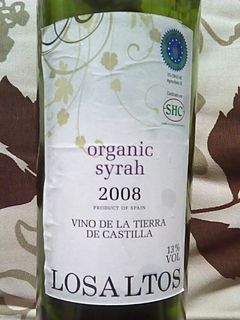 organic
syrah
2008
PRODUCT OF SPAIN
VINO DE LA TIERRA
DE CASTILLA
13%
VOL
LOSALTOS
SHC